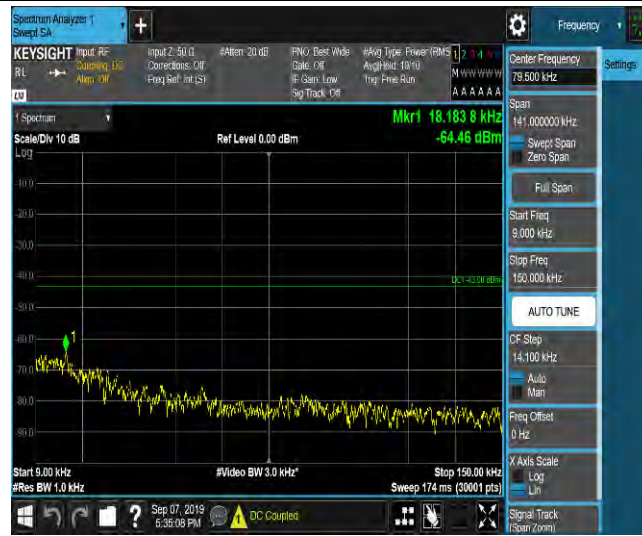 Spectrum Analyzer 1
Swept SA
+
Frequency
KEYSIGHT
Input: RF
Coupling: DC
Align: Off
Input Z: 50 Ω
Corrections: Off
Freq Ref: Int (S)
#Atten: 20 dB
PNO: Best Wide
Gate: Off
IF Gain: Low
Sig Track: Off
#Avg Type: Power (RMS
Avg|Hold: 10/10
Trig: Free Run
1 2 3 4
M W W W W W
A A A A A A
RL
Center Frequency
79.500 kHz
Settings
1 Spectrum
Mkr1 18.183 8 kHz
Scale/Div 10 dB
Ref Level 0.00 dBm
-64.46 dBm
Log
Span
141.000000 kHz
Swept Span
Zero Span
Full Span
Start Freq
9.000 kHz
Stop Freq
150.000 kHz
AUTO TUNE
CF Step
14.100 kHz
Auto
Man
Freq Offset
0 Hz
X Axis Scale
Log
Lin
Signal Track
(Span Zoom)
-10.0
-20.0
-30.0
-40.0
-50.0
-60.0
-70.0
-80.0
-90.0
1
Start 9.00 kHz
#Video BW 3.0 kHz*
Stop 150.00 kHz
#Res BW 1.0 kHz
Sweep 174 ms (30001 pts)
?
Sep 07, 2019
5:35:08 PM
DC Coupled